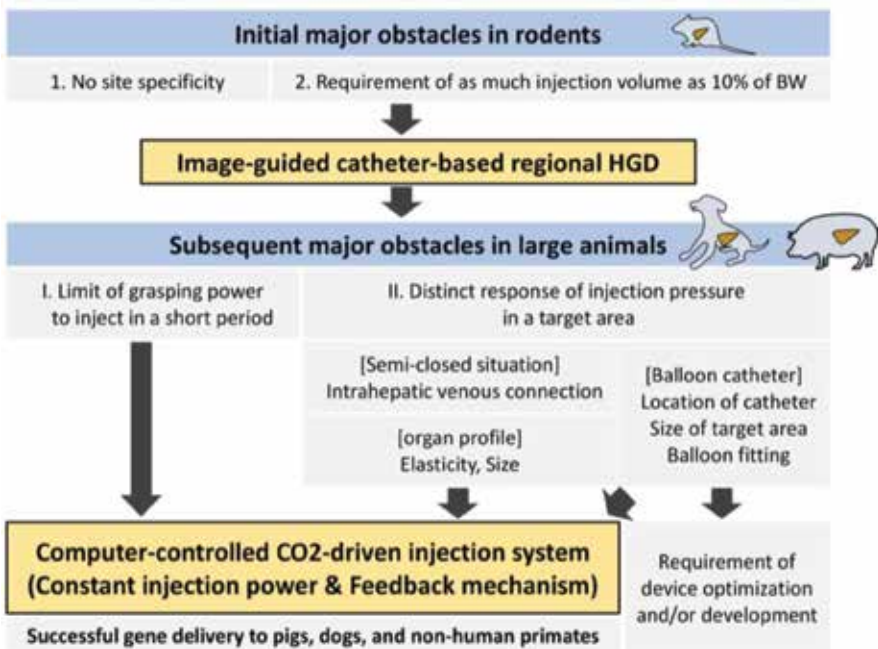 Initial major obstacles in rodents
1. No site specificity
2. Requirement of as much injection volume as 10% of BW
Image-guided catheter-based regional HGD
Subsequent major obstacles in large animals
I. Limit of grasping power
to inject in a short period
II. Distinct response of injection pressure
in a target area
[Semi-closed situation]
Intrahepatic venous connection
[organ profile]
Elasticity, Size
[Balloon catheter]
Location of catheter
Size of target area
Balloon fitting
Computer-controlled CO2-driven injection system
(Constant injection power & Feedback mechanism)
Successful gene delivery to pigs, dogs, and non-human primates
Requirement of
device optimization
and/or development